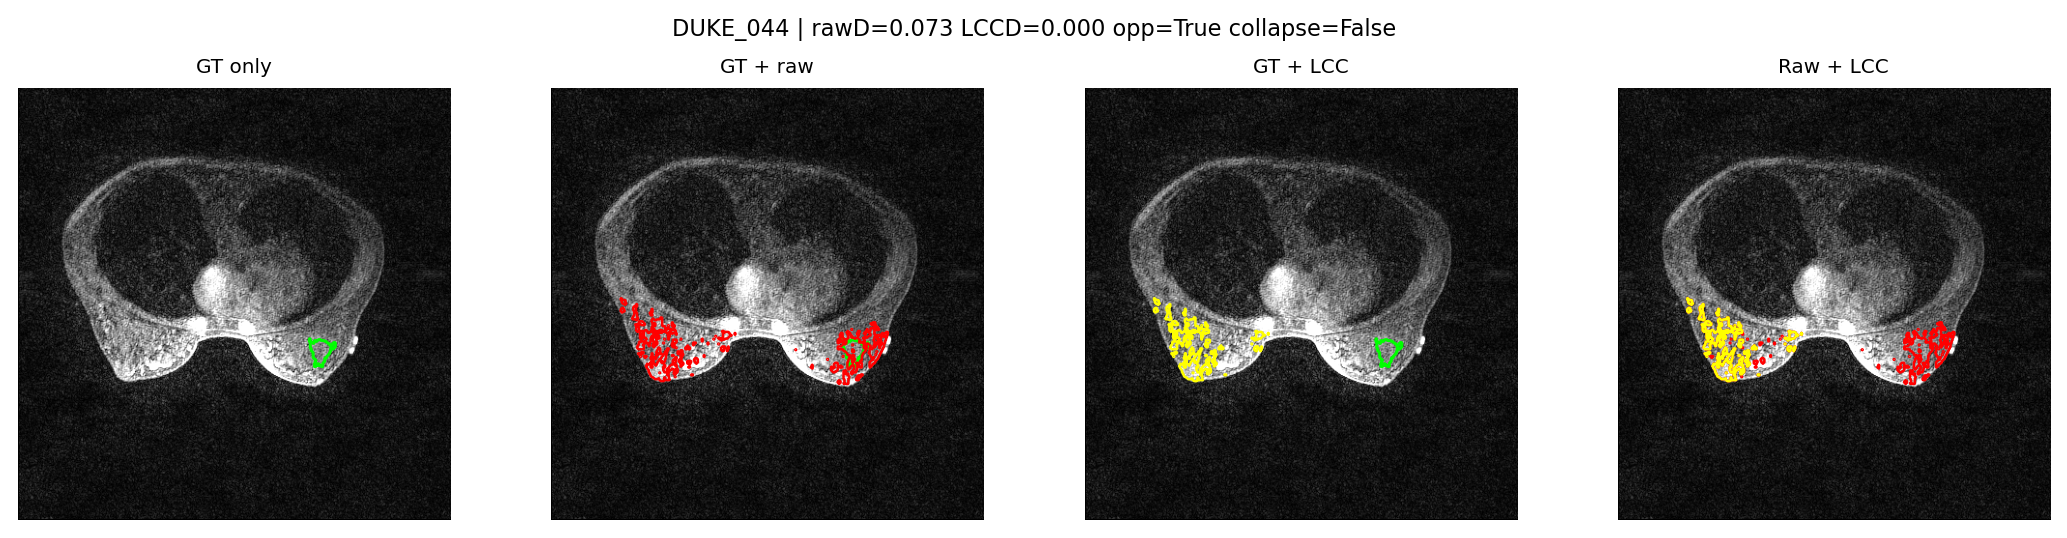 DUKE_044 | rawD=0.073 LCCD=0.000 opp=True collapse=False
GT only
GT + raw
GT + LCC
Raw + LCC